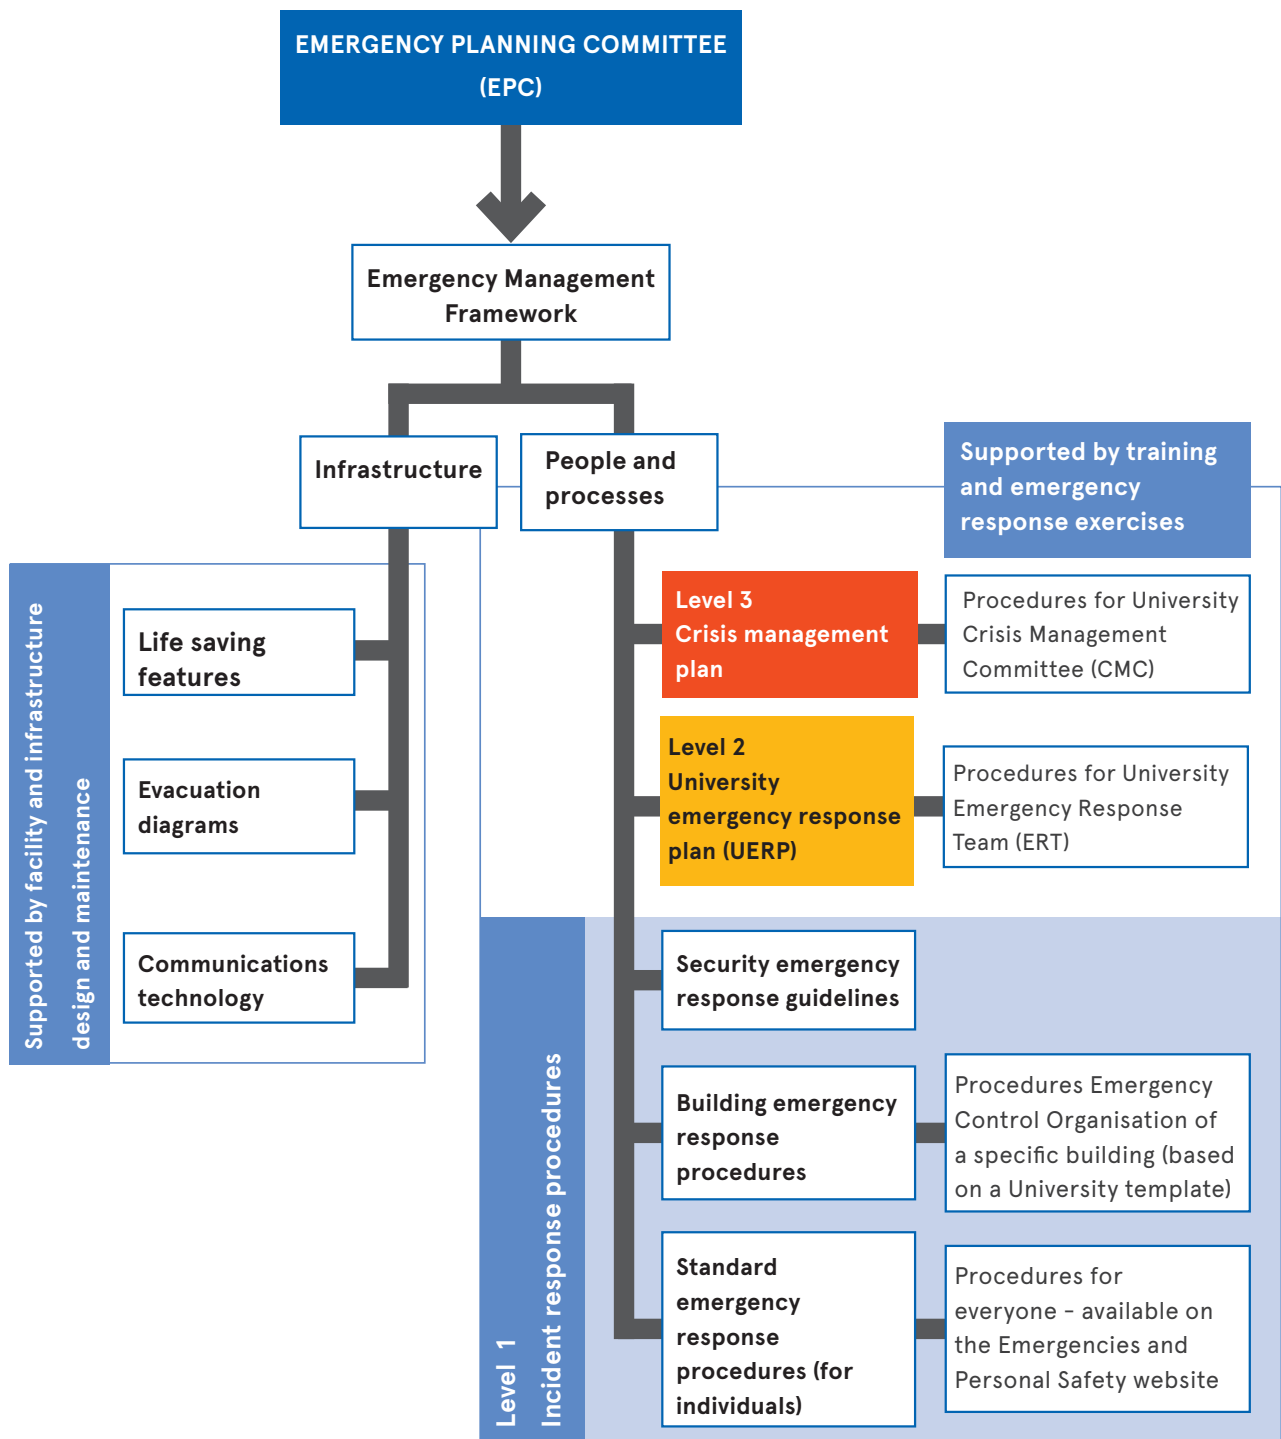 EMERGENCY PLANNING COMMITTEE
(EPC)
Emergency Management
Framework
Infrastructure
People and
processes
Supported by training
and emergency
response exercises
Supported by facility and infrastructure
design and maintenance
Life saving
features
Evacuation
diagrams
Communications
technology
Level 3
Crisis management
plan
Procedures for University
Crisis Management
Committee (CMC)
Level 2
University
emergency response
plan (UERP)
Procedures for University
Emergency Response
Team (ERT)
Level 1
Incident response procedures
Security emergency
response guidelines
Building emergency
response
procedures
Procedures Emergency
Control Organisation of
a specific building (based
on a University template)
Standard
emergency
response
procedures (for
individuals)
Procedures for
everyone - available on
the Emergencies and
Personal Safety website